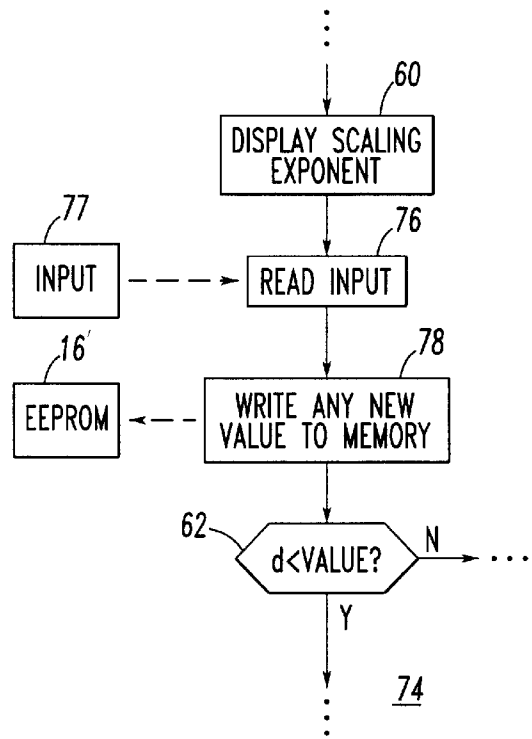 60
DISPLAY SCALING
EXPONENT
77
INPUT
76
READ INPUT
16'
EEPROM
78
WRITE ANY NEW
VALUE TO MEMORY
62
d<VALUE?
N
Y
74